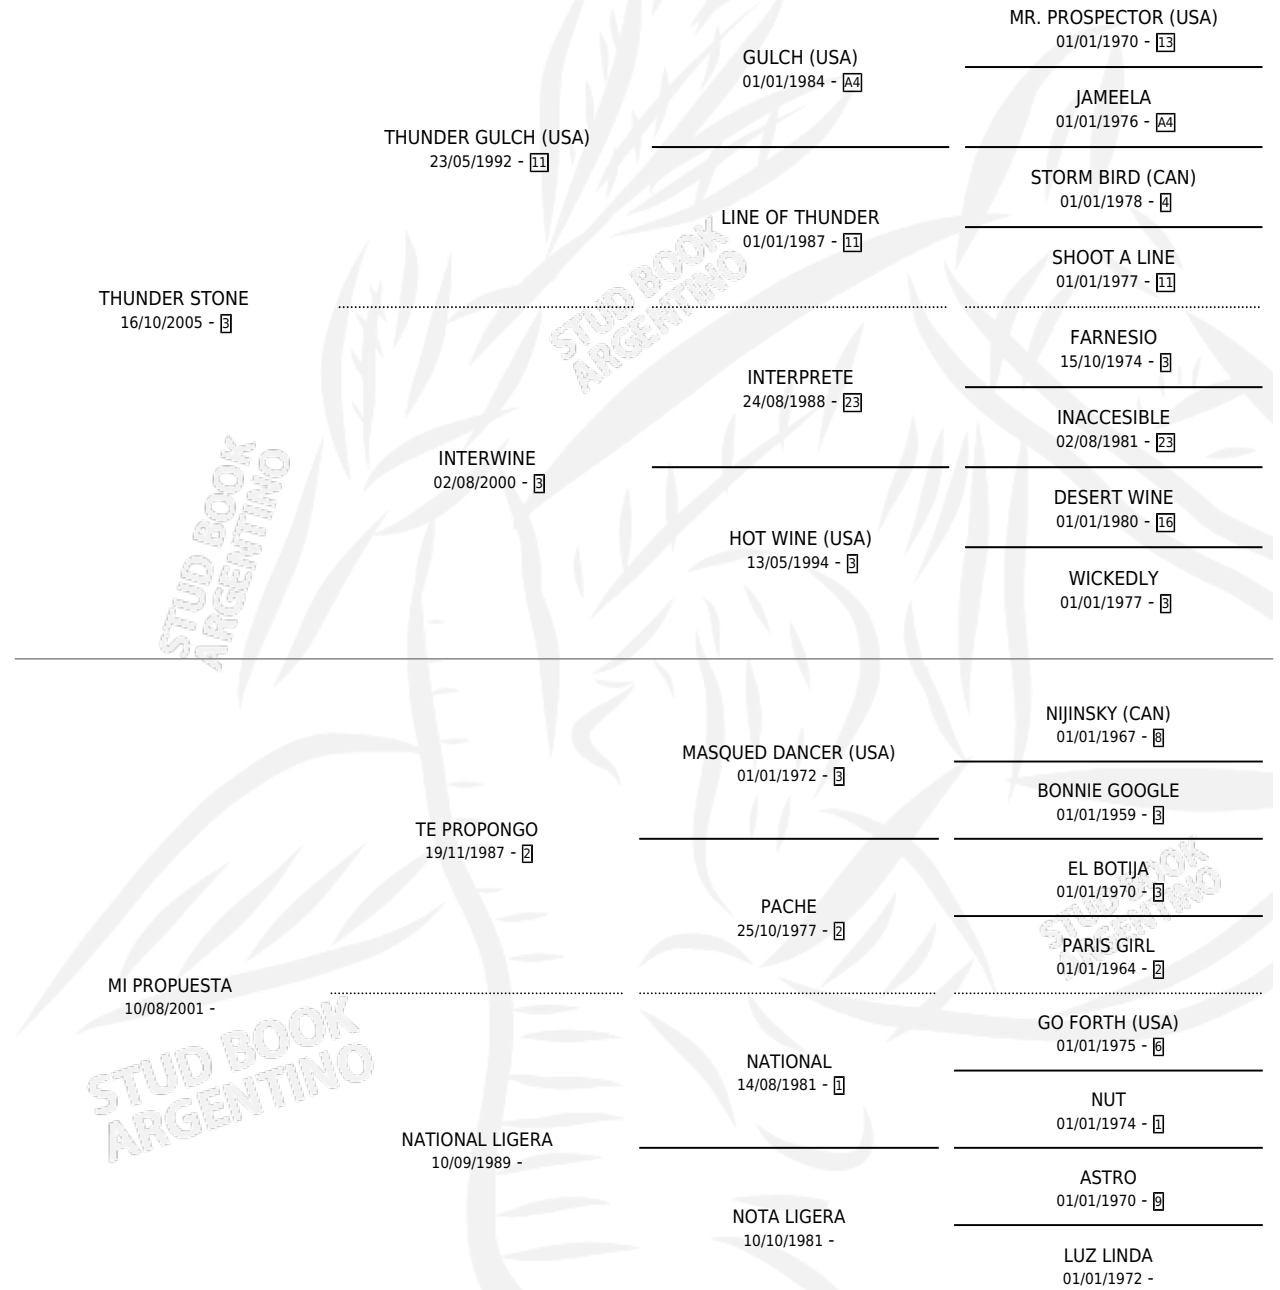 MR. PROSPECTOR (USA)
01/01/1970 - 13
GULCH (USA)
01/01/1984 - A4
JAMEELA
01/01/1976 - A4
THUNDER GULCH (USA)
23/05/1992 - 11
STORM BIRD (CAN)
01/01/1978 - 4
LINE OF THUNDER
01/01/1987 - 11
SHOOT A LINE
01/01/1977 - 11
THUNDER STONE
16/10/2005 - 3
FARNESIO
15/10/1974 - 3
INTERPRETE
24/08/1988 - 23
INACCESIBLE
02/08/1981 - 23
INTERWINE
02/08/2000 - 3
DESERT WINE
01/01/1980 - 16
HOT WINE (USA)
13/05/1994 - 3
WICKEDLY
01/01/1977 - 3
NIJINSKY (CAN)
01/01/1967 - 8
MASQUED DANCER (USA)
01/01/1972 - 3
BONNIE GOOGLE
01/01/1959 - 3
TE PROPONGO
19/11/1987 - 2
EL BOTIJA
01/01/1970 - 3
PACHE
25/10/1977 - 2
PARIS GIRL
01/01/1964 - 2
MI PROPUESTA
10/08/2001 -
GO FORTH (USA)
01/01/1975 - 6
NATIONAL
14/08/1981 - 1
NUT
01/01/1974 - 1
NATIONAL LIGERA
10/09/1989 -
ASTRO
01/01/1970 - 9
NOTA LIGERA
10/10/1981 -
LUZ LINDA
01/01/1972 -
STUD BOOK
ARGENTINO
STUD BOOK
ARGENTINO
STUD BOOK
ARGENTINO
STUD BOOK
ARGENTINO